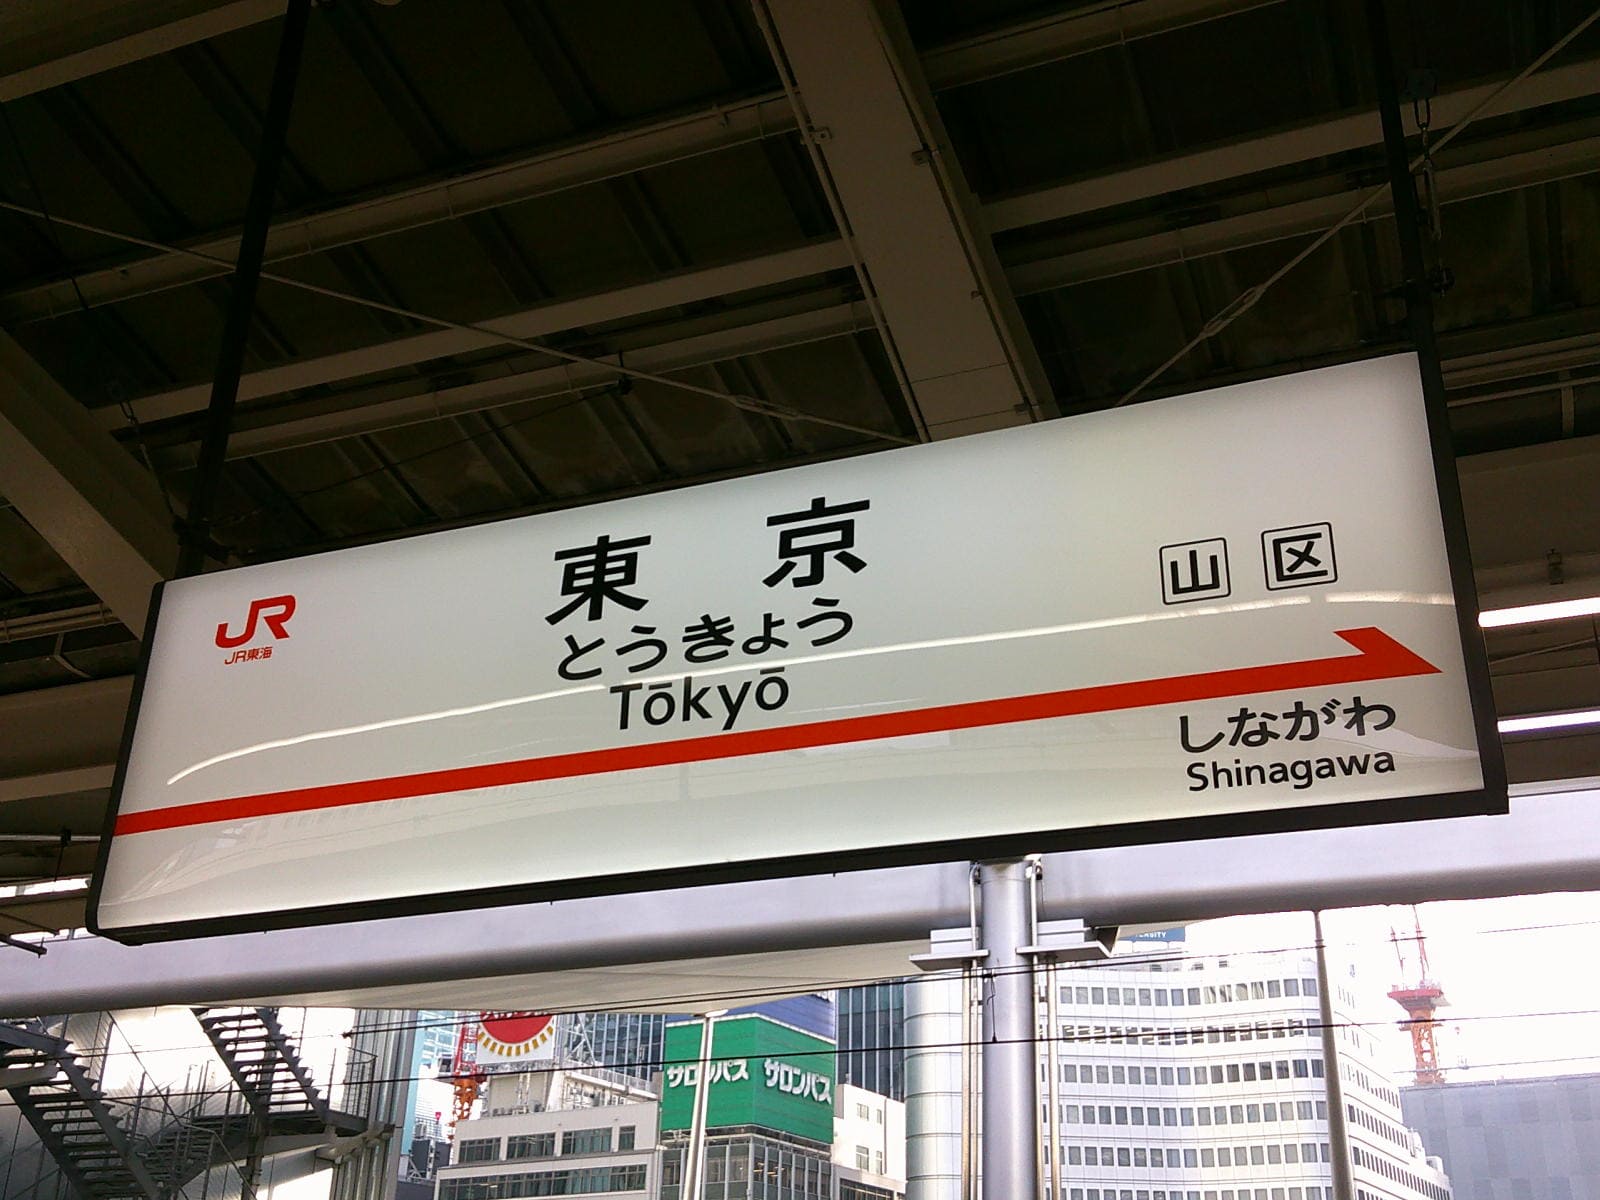 東京
山 区
JR
JR東海
とうきょう
Tōkyō
しながわ
Shinagawa
サロンパス サロンパス